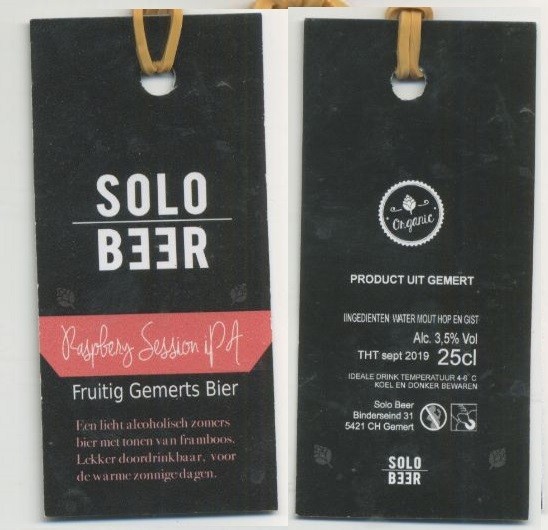 SOLO
BEER
Raspbery Session iPA
Fruitig Gemerts Bier
Een licht alcoholisch zomers
bier met tonen van framboos.
Lekker doordrinkbaar, voor
de warme zonnige dagen.
Organic
PRODUCT UIT GEMERT
INGEDIENTEN WATER MOUT HOP EN GIST
Alc. 3,5% Vol
THT sept 2019 25cl
IDEALE DRINK TEMPERATUUR 4-6°C
KOEL EN DONKER BEWAREN
Solo Beer
Binderseind 31
5421 CH Gemert
SOLO
BEER